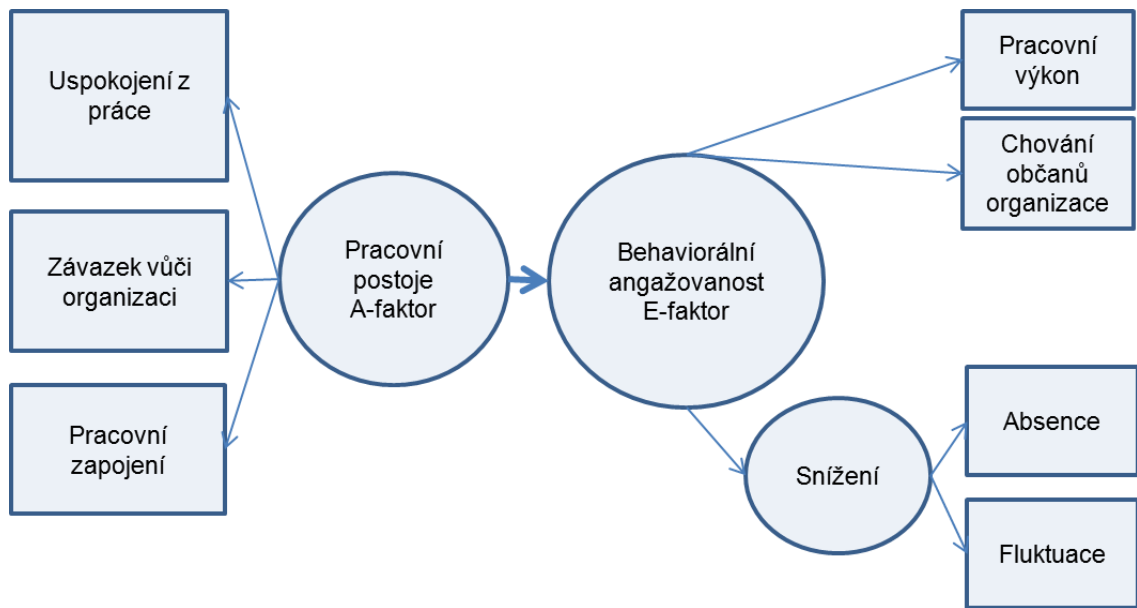 Uspokojení z
práce
Závazek vůči
organizaci
Pracovní
zapojení
Pracovní
postoje
A-faktor
Behaviorální
angažovanost
E-faktor
Pracovní
výkon
Chování
občanů
organizace
Snížení
Absence
Fluktuace